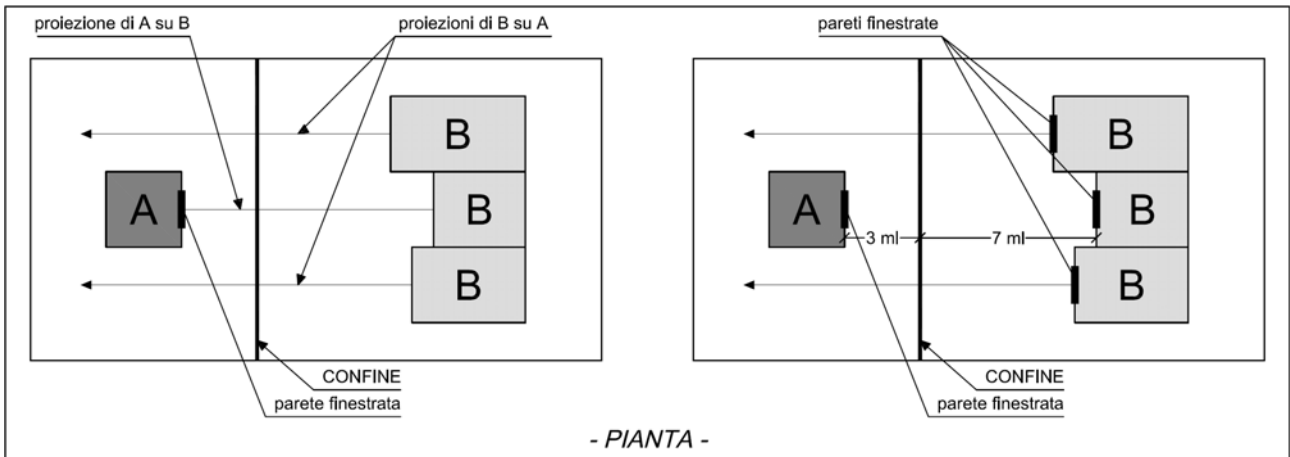 proiezione di A su B
proiezioni di B su A
B
A
B
B
CONFINE
parete finestrata
pareti finestrate
B
A
B
3 ml
7 ml
B
CONFINE
parete finestrata
- PIANTA -